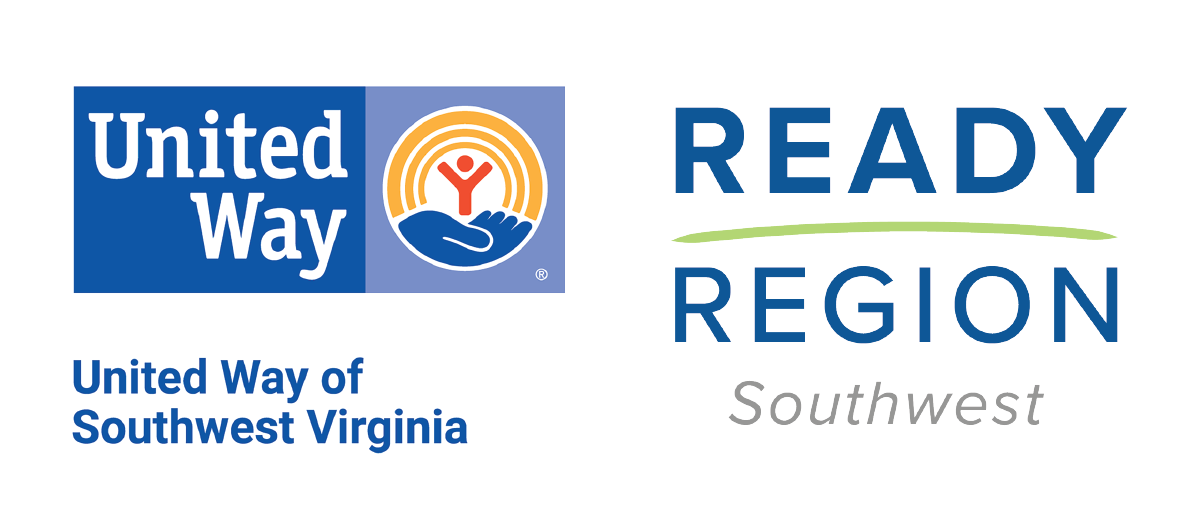 United
Way
®
United Way of
Southwest Virginia
READY
REGION
Southwest